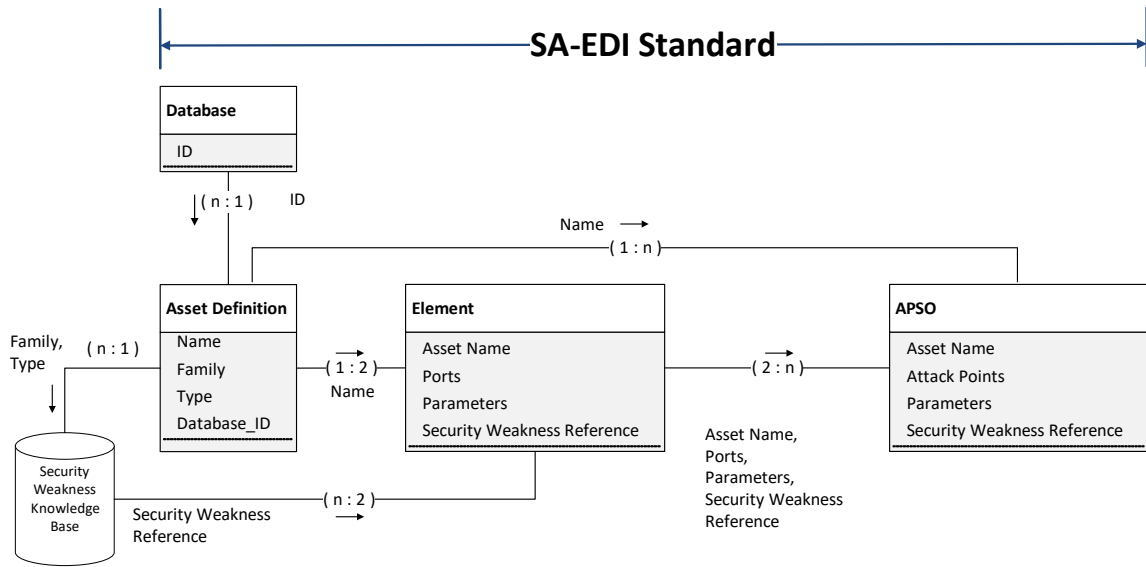 SA-EDI Standard
Database
ID
( n : 1 )
ID
Name
( 1 : n )
Asset Definition
Name
Family
Type
Database_ID
Element
Asset Name
Ports
Parameters
Security Weakness Reference
APSO
Asset Name
Attack Points
Parameters
Security Weakness Reference
Family,
Type
( n : 1 )
( 1 : 2 )
Name
( 2 : n )
Asset Name,
Ports,
Parameters,
Security Weakness
Reference
Security
Weakness
Knowledge
Base
( n : 2 )
Security Weakness
Reference